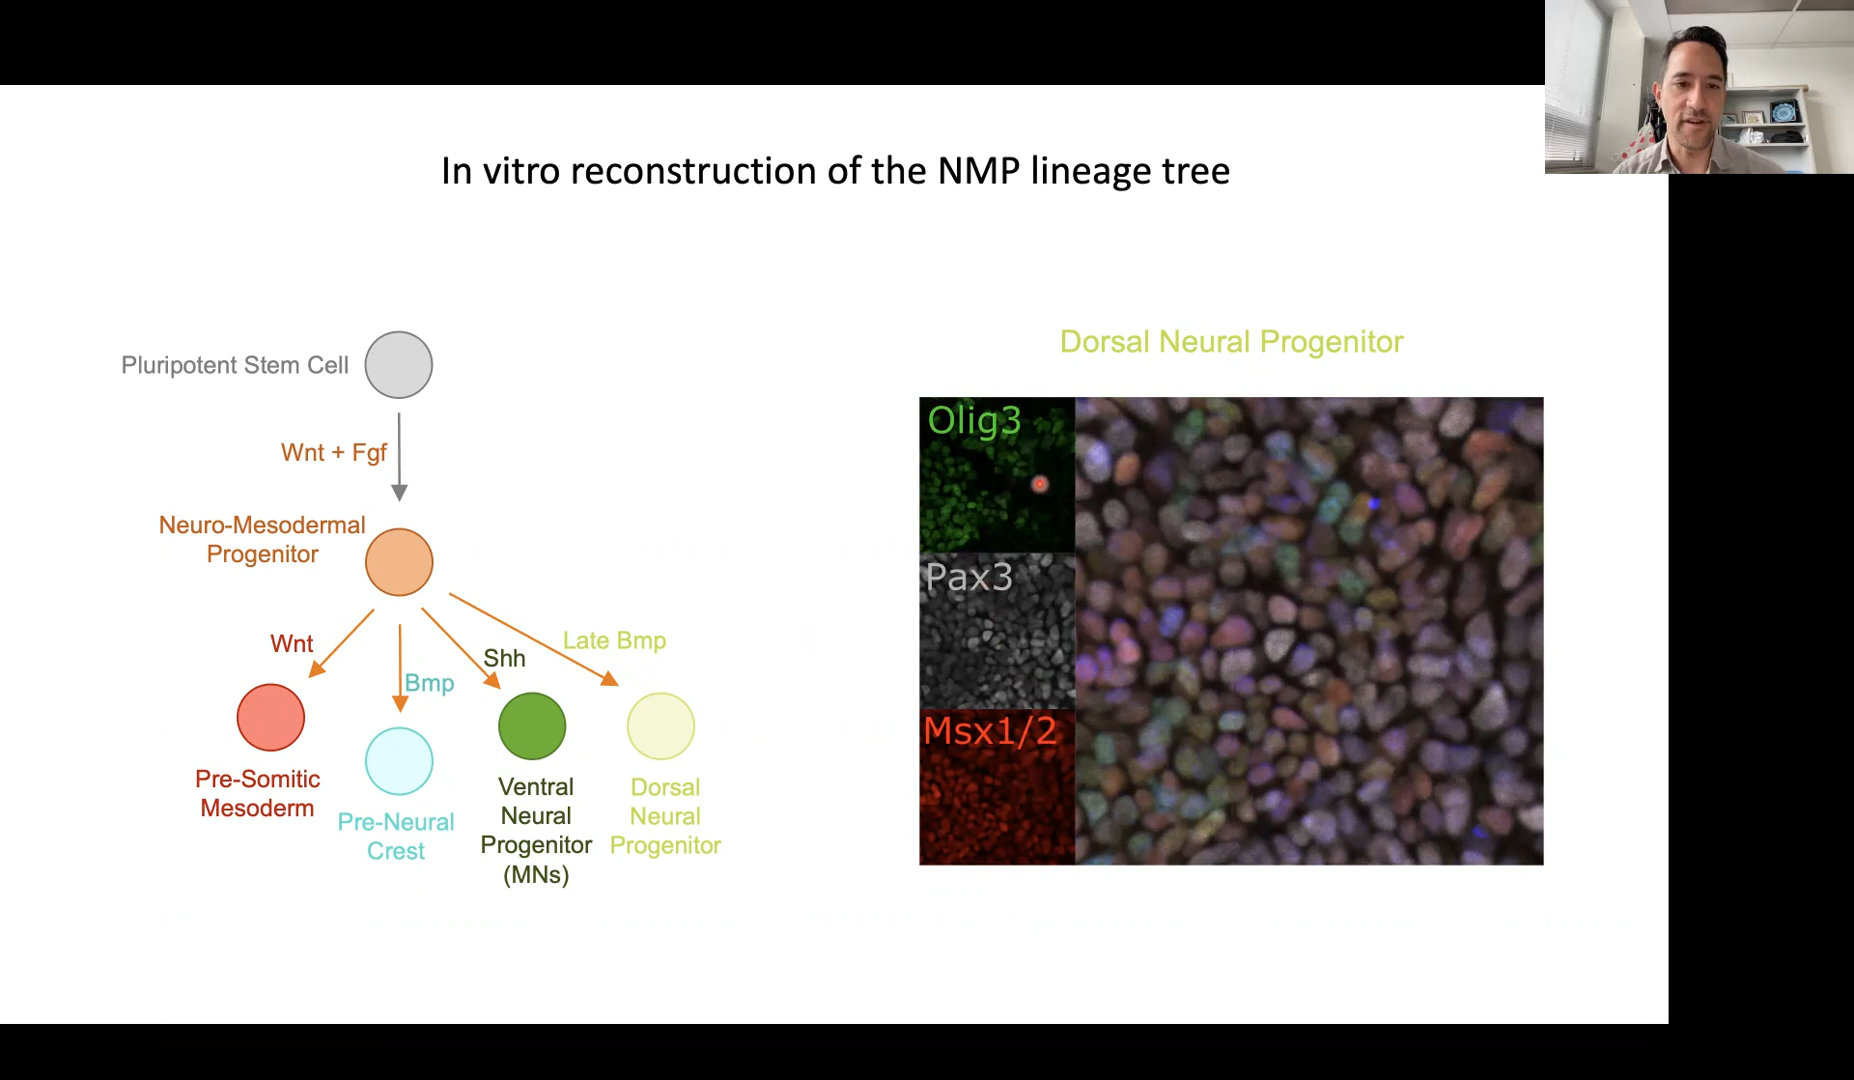 In vitro reconstruction of the NMP lineage tree
Pluripotent Stem Cell
Wnt + Fgf
Neuro-Mesodermal
Progenitor
Wnt
Bmp
Shh
Late Bmp
Pre-Somitic
Mesoderm
Pre-Neural
Crest
Ventral
Neural
Progenitor
(MNs)
Dorsal
Neural
Progenitor
Dorsal Neural Progenitor
Olig3
Pax3
Msx1/2